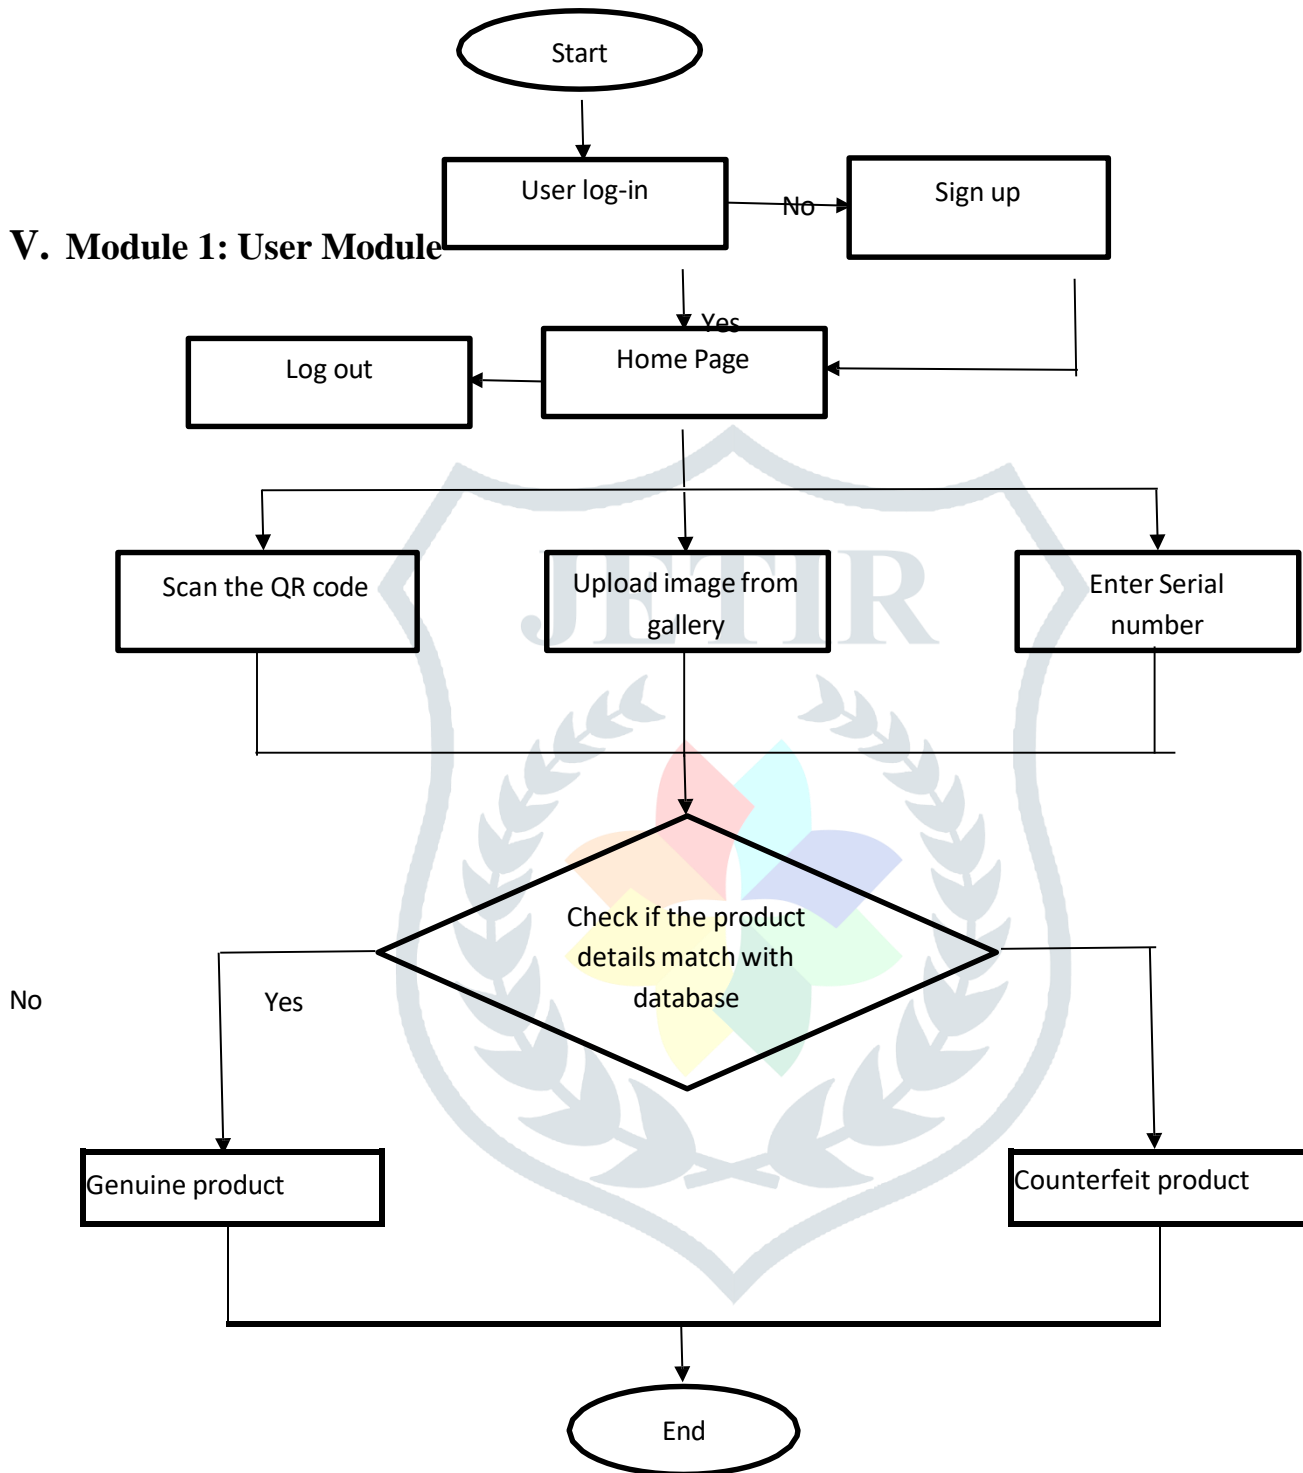 Start
User log-in
No
Sign up
V. Module 1: User Module
Yes
Log out
Home Page
JETIR
Scan the QR code
Upload image from
gallery
Enter Serial
number
Check if the product
details match with
database
No
Yes
Genuine product
Counterfeit product
End